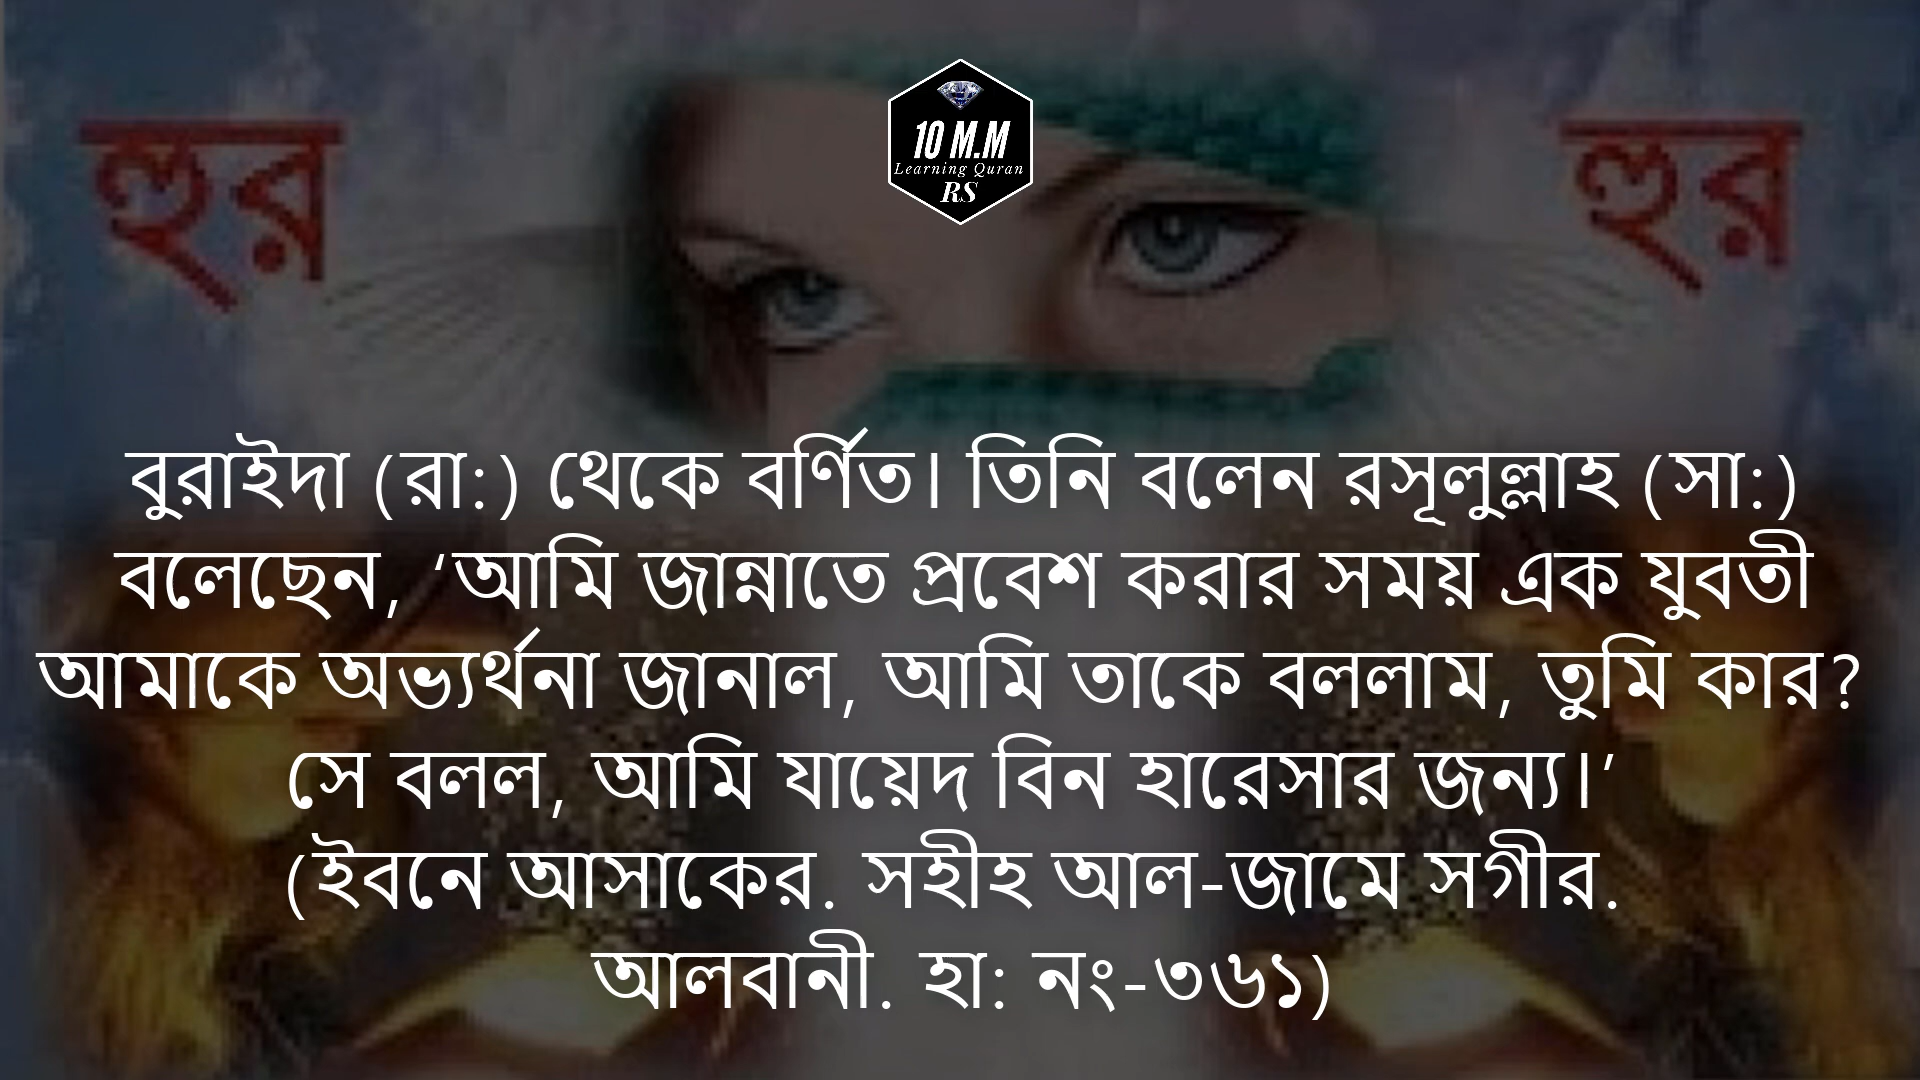 10 M.M
Learning Quran
RS
হুর হুর
বুরাইদা (রা:) থেকে বর্ণিত। তিনি বলেন রসূলুল্লাহ (সা:)
বলেছেন, ‘আমি জান্নাতে প্রবেশ করার সময় এক যুবতী
আমাকে অভ্যর্থনা জানাল, আমি তাকে বললাম, তুমি কার?
সে বলল, আমি যায়েদ বিন হারেসার জন্য।’
(ইবনে আসাকের. সহীহ আল-জামে সগীর.
আলবানী. হা: নং-৩৬১)